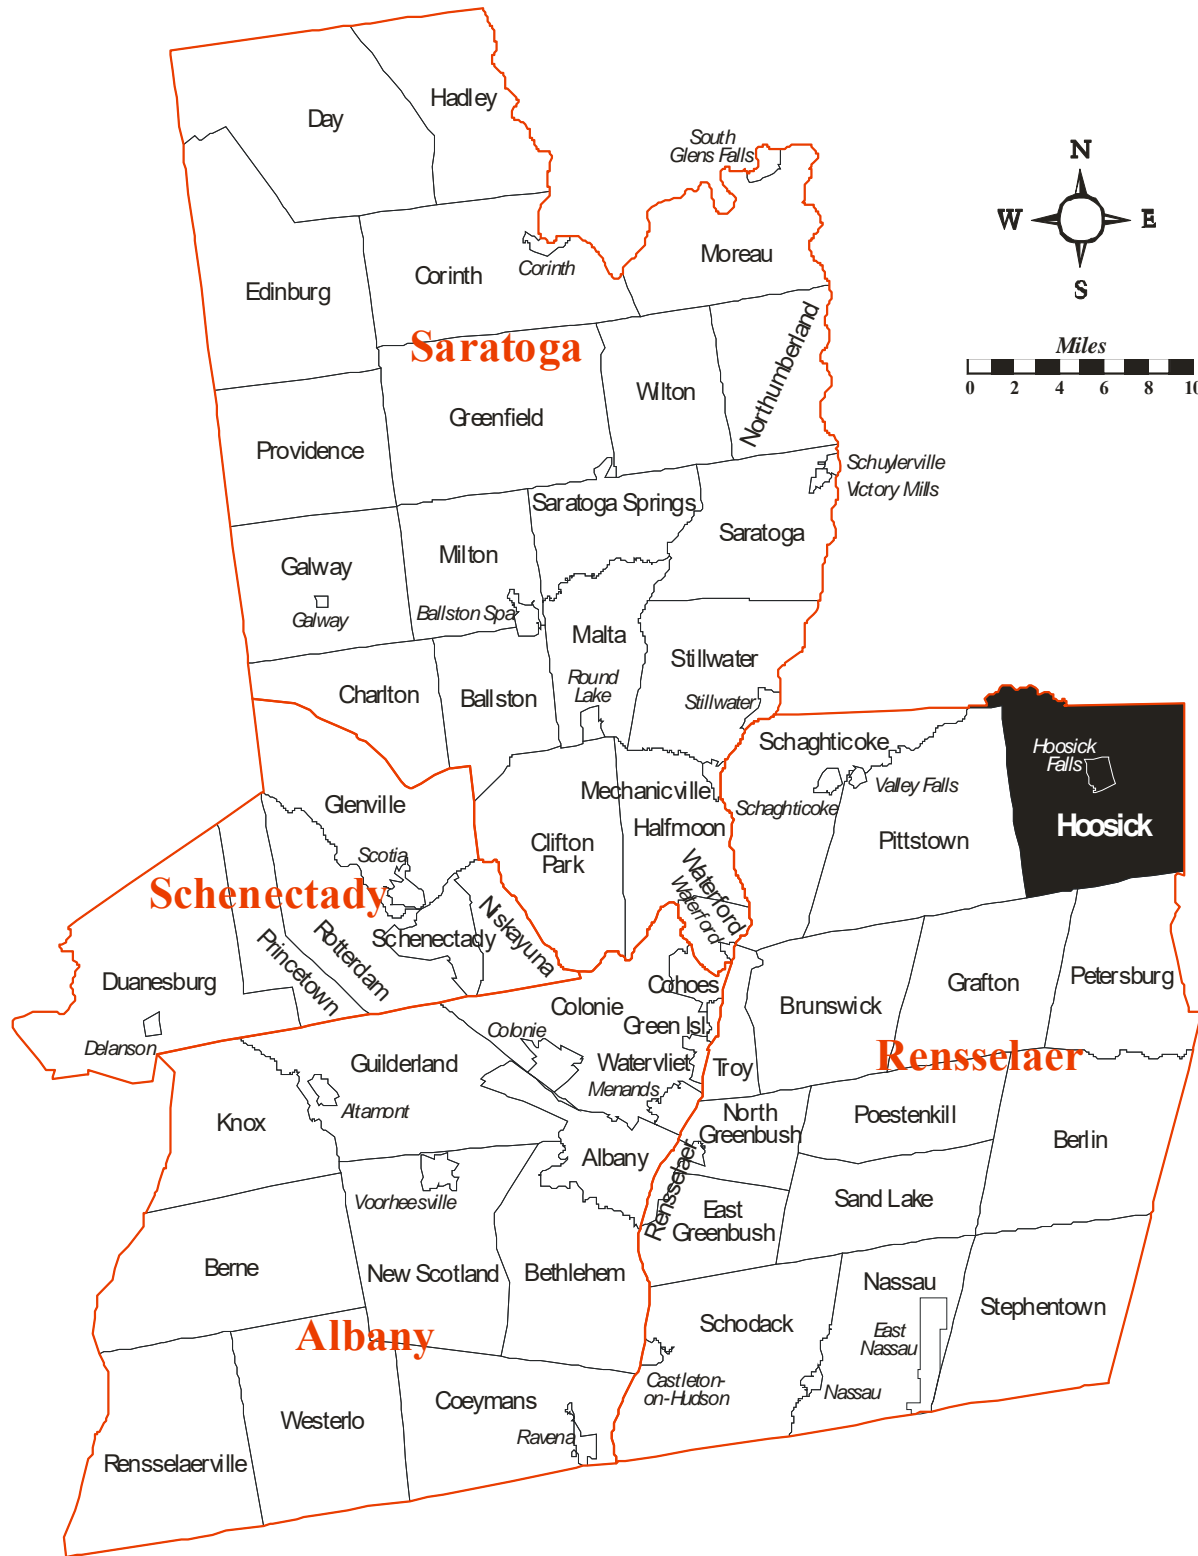 Day
Hadley
South
Glens Falls
N
W
E
S
Moreau
Corinth
Corinth
Edinburg
Saratoga
Miles
0 2 4 6 8 10
Northumberland
Wilton
Greenfield
Providence
Schuylerville
Victory Mills
Saratoga Springs
Saratoga
Milton
Galway
Galway
Ballston Spa
Malta
Stillwater
Round
Lake
Stillwater
Charlton
Ballston
Schaghticoke
Hoosick
Falls
Valley Falls
Schaghticoke
Mechanicville
Glenville
Halfmoon
Hoosick
Pittstown
Clifton
Park
Scotia
Waterford
Waterford
Schenectady
Schenectady
Niskayuna
Rotterdam
Princetown
Duanesburg
Delanson
Cohoes
Colonie
Colonie
Green Isl.
Watervliet
Menands
Brunswick
Grafton
Petersburg
Rensselaer
Troy
Guilderland
Altamont
Knox
North
Greenbush
Poestenkill
Berlin
Albany
Rensselaer
Voorheesville
Sand Lake
East
Greenbush
Berne
New Scotland
Bethlehem
Nassau
Stephentown
Schodack
East
Nassau
Albany
Castleton-
on-Hudson
Nassau
Coeymans
Westerlo
Ravena
Rensselaerville